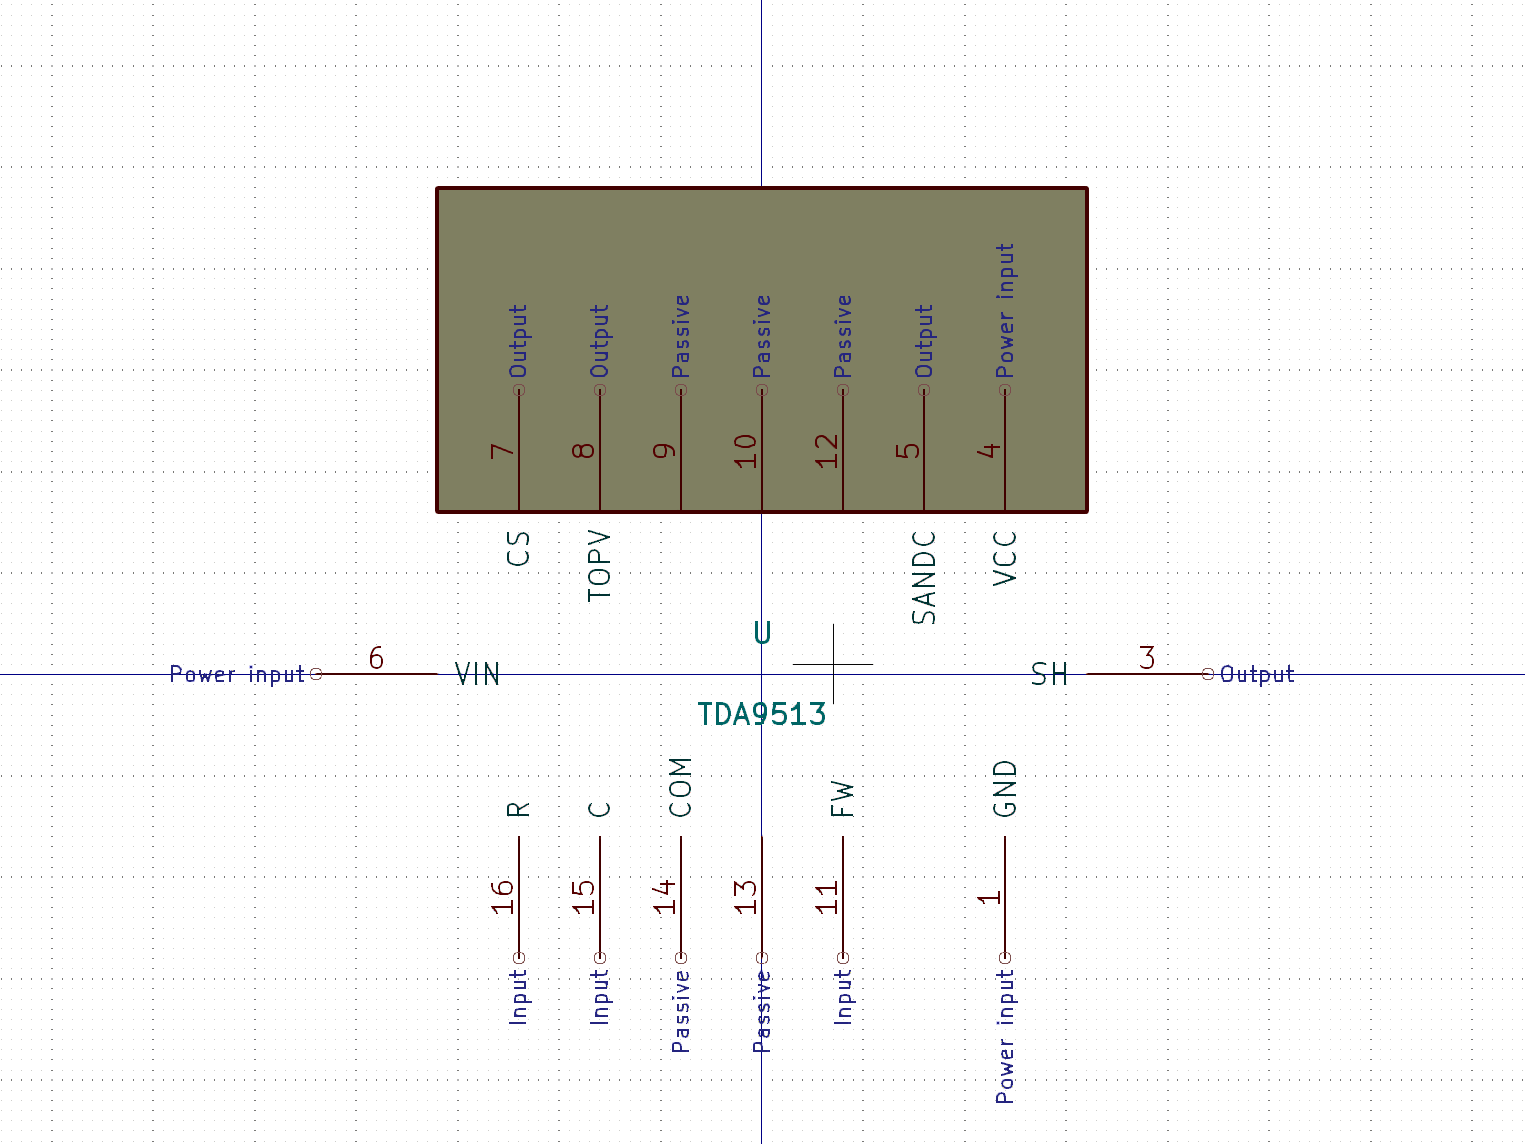 Output
Output
Passive
Passive
Passive
Output
Power input
7
8
9
10
12
5
4
CS
TOPV
SANDC
VCC
U
Power input
6
VIN
SH
3
Output
TDA9513
R
C
COM
FW
GND
16
15
14
13
11
1
Input
Input
Passive
Passive
Input
Power input